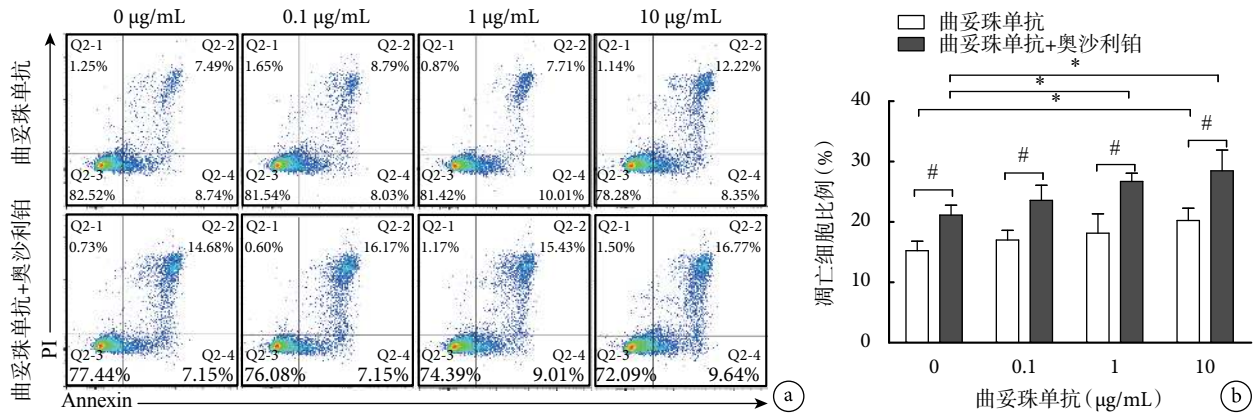 0 μg/mL 0.1 μg/mL 1 μg/mL 10 μg/mL
曲妥珠单抗
Q2-1 Q2-2 Q2-1 Q2-2 Q2-1 Q2-2 Q2-1 Q2-2
1.25% 7.49% 1.65% 8.79% 0.87% 7.71% 1.14% 12.22%
Q2-3 Q2-4 Q2-3 Q2-4 Q2-3 Q2-4 Q2-3 Q2-4
82.52% 8.74% 81.54% 8.03% 81.42% 10.01% 78.28% 8.35%
曲妥珠单抗+奥沙利铂
Q2-1 Q2-2 Q2-1 Q2-2 Q2-1 Q2-2 Q2-1 Q2-2
0.73% 14.68% 0.60% 16.17% 1.17% 15.43% 1.50% 16.77%
Q2-3 Q2-4 Q2-3 Q2-4 Q2-3 Q2-4 Q2-3 Q2-4
77.44% 7.15% 76.08% 7.15% 74.39% 9.01% 72.09% 9.64%
PI
Annexin
a
曲妥珠单抗
曲妥珠单抗+奥沙利铂
*
*
*
# # # #
凋亡细胞比例(%)
40
30
20
10
0
0 0.1 1 10
曲妥珠单抗(μg/mL)
b